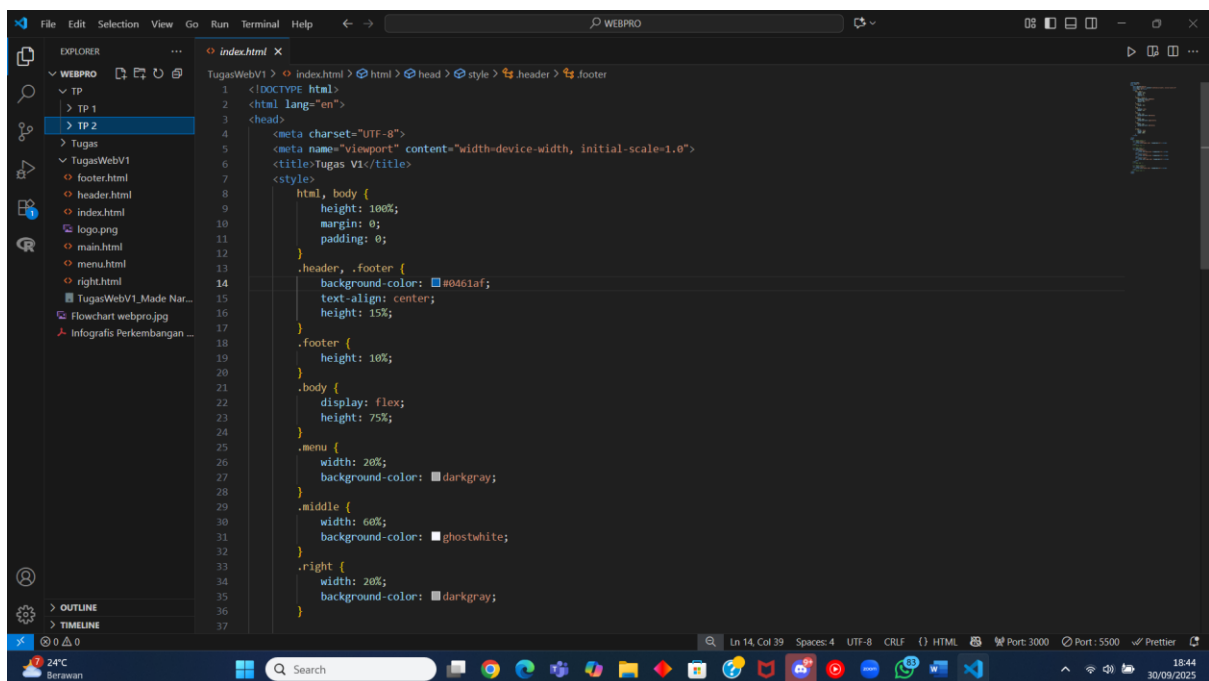 File Edit Selection View Go Run Terminal Help
WEBPRO
EXPLORER
index.html
WEBPRO
TP
TP 1
TP 2
Tugas
TugasWebV1
footer.html
header.html
index.html
logo.png
main.html
menu.html
right.html
TugasWebV1_Made Nar...
Flowchart webpro.jpg
Infografis Perkembangan ...
OUTLINE
TIMELINE
TugasWebV1 > index.html > html > head > style > .header > .footer
1 <!DOCTYPE html>
2 <html lang="en">
3 <head>
4 <meta charset="UTF-8">
5 <meta name="viewport" content="width=device-width, initial-scale=1.0">
6 <title>Tugas V1</title>
7 <style>
8 html, body {
9 height: 100%;
10 margin: 0;
11 padding: 0;
12 }
13 .header, .footer {
14 background-color: #0461af;
15 text-align: center;
16 height: 15%;
17 }
18 .footer {
19 height: 10%;
20 }
21 .body {
22 display: flex;
23 height: 75%;
24 }
25 .menu {
26 width: 20%;
27 background-color: darkgray;
28 }
29 .middle {
30 width: 60%;
31 background-color: ghostwhite;
32 }
33 .right {
34 width: 20%;
35 background-color: darkgray;
36 }
37
0 0 Ln 14, Col 39 Spaces: 4 UTF-8 CRLF {} HTML Port: 3000 Port : 5500 Prettier
24°C
Berawan
Search
18:44
30/09/2025